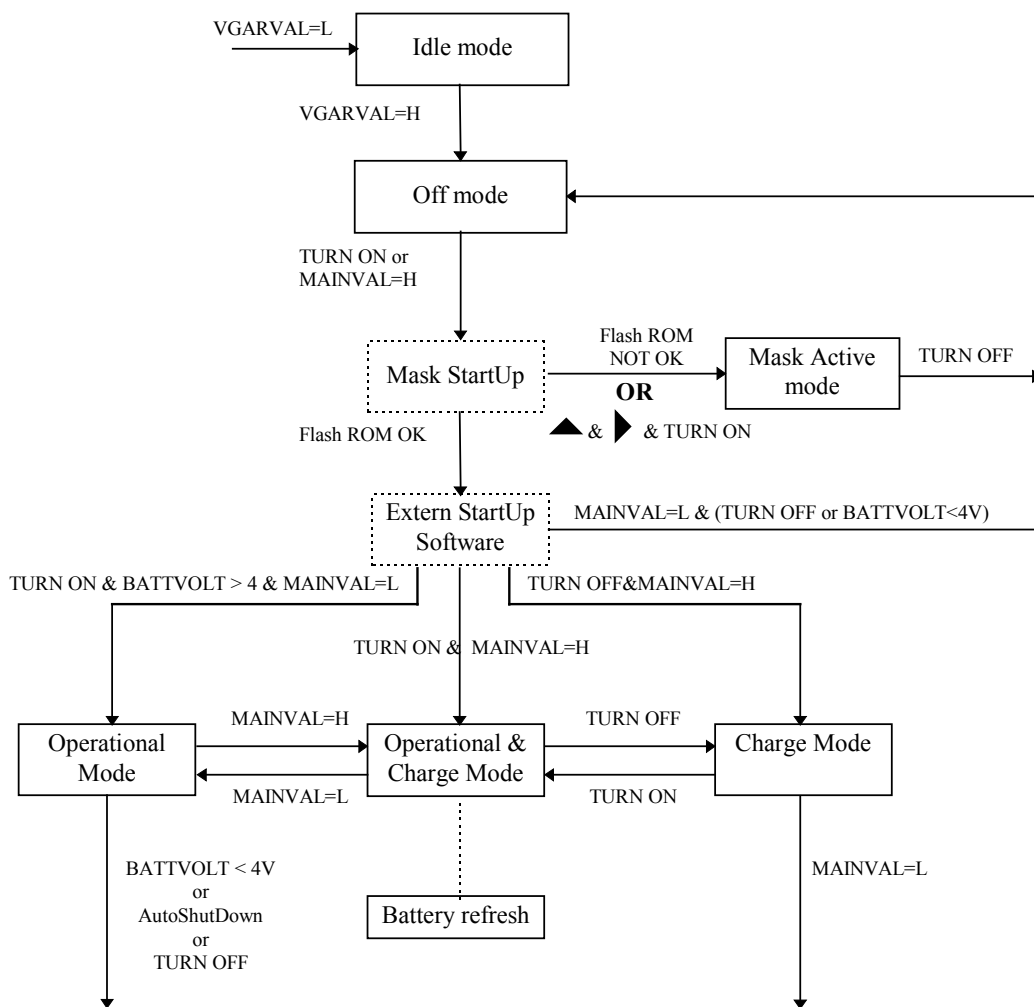 VGARVAL=L
Idle mode
VGARVAL=H
Off mode
TURN ON or
MAINVAL=H
Mask StartUp
Flash ROM
NOT OK
OR
& & TURN ON
Mask Active
mode
TURN OFF
Flash ROM OK
Extern StartUp
Software
MAINVAL=L & (TURN OFF or BATTVOLT<4V)
TURN ON & BATTVOLT > 4 & MAINVAL=L
TURN OFF&MAINVAL=H
TURN ON & MAINVAL=H
Operational
Mode
MAINVAL=H
MAINVAL=L
Operational &
Charge Mode
TURN OFF
TURN ON
Charge Mode
BATTVOLT < 4V
or
AutoShutDown
or
TURN OFF
Battery refresh
MAINVAL=L